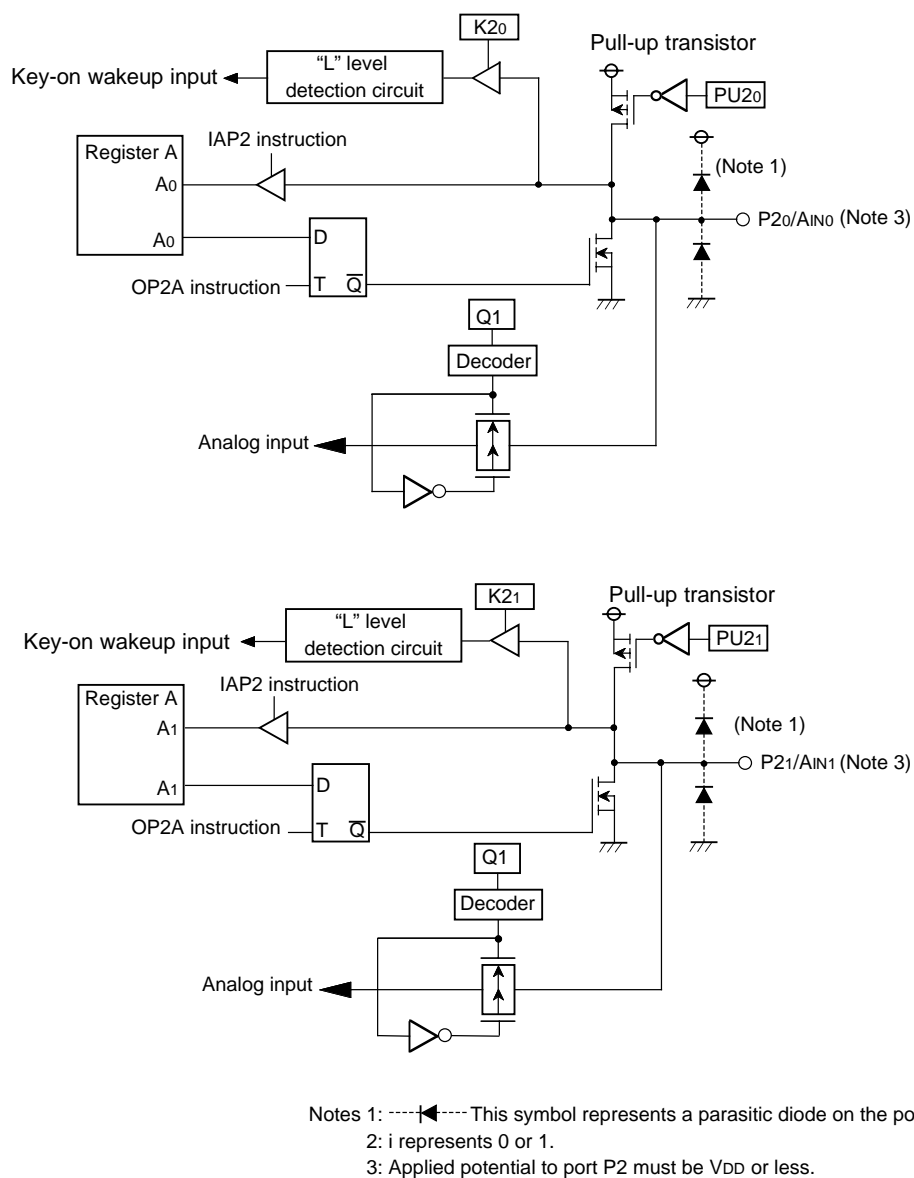 K20
Pull-up transistor
Key-on wakeup input
“L” level
detection circuit
PU20
IAP2 instruction
Register A
(Note 1)
A0
P20/AIN0 (Note 3)
A0
D
OP2A instruction
T
Q
Q1
Decoder
Analog input
K21
Pull-up transistor
Key-on wakeup input
“L” level
detection circuit
PU21
IAP2 instruction
Register A
(Note 1)
A1
P21/AIN1 (Note 3)
A1
D
OP2A instruction
T
Q
Q1
Decoder
Analog input
Notes 1: This symbol represents a parasitic diode on the po
2: i represents 0 or 1.
3: Applied potential to port P2 must be VDD or less.